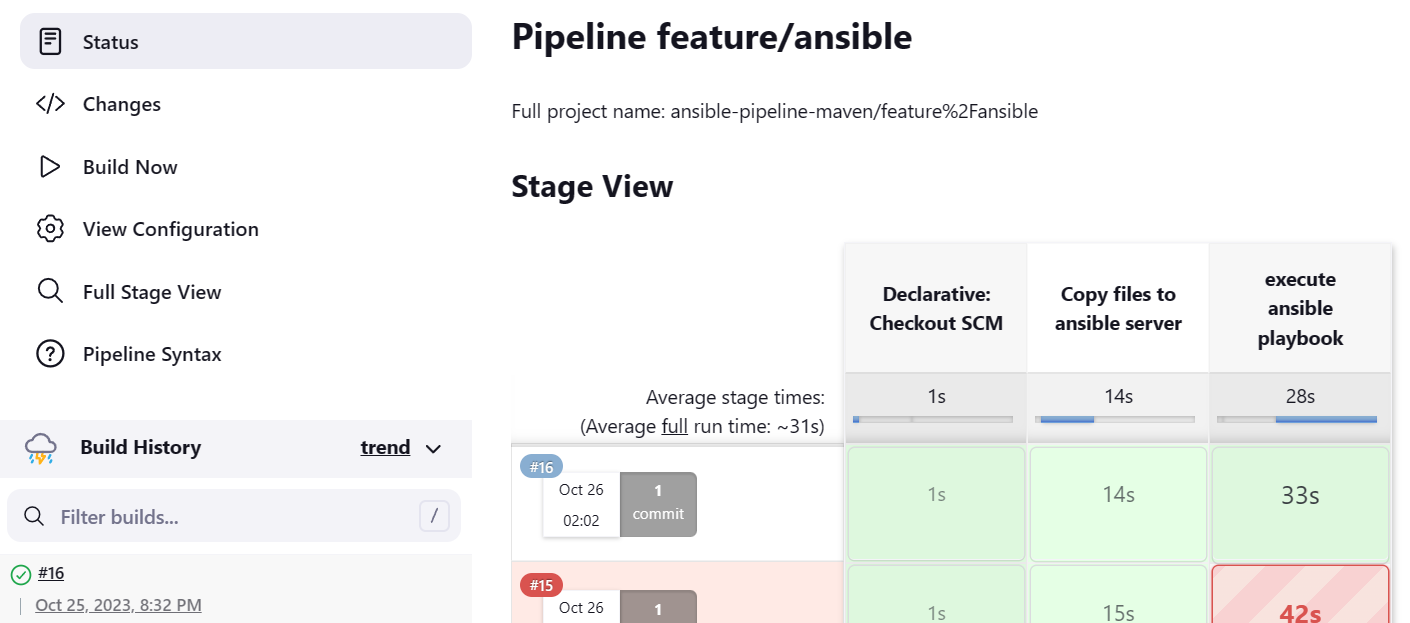 Status
Changes
Build Now
View Configuration
Full Stage View
Pipeline Syntax
Build History
trend
Filter builds...
/
#16
Oct 25, 2023, 8:32 PM
Pipeline feature/ansible
Full project name: ansible-pipeline-maven/feature%2Fansible
Stage View
Declarative:
Checkout SCM
Copy files to
ansible server
execute
ansible
playbook
Average stage times:
(Average full run time: ~31s)
1s
14s
28s
#16
Oct 26
02:02
1
commit
1s
14s
33s
#15
Oct 26
1
1s
15s
42s